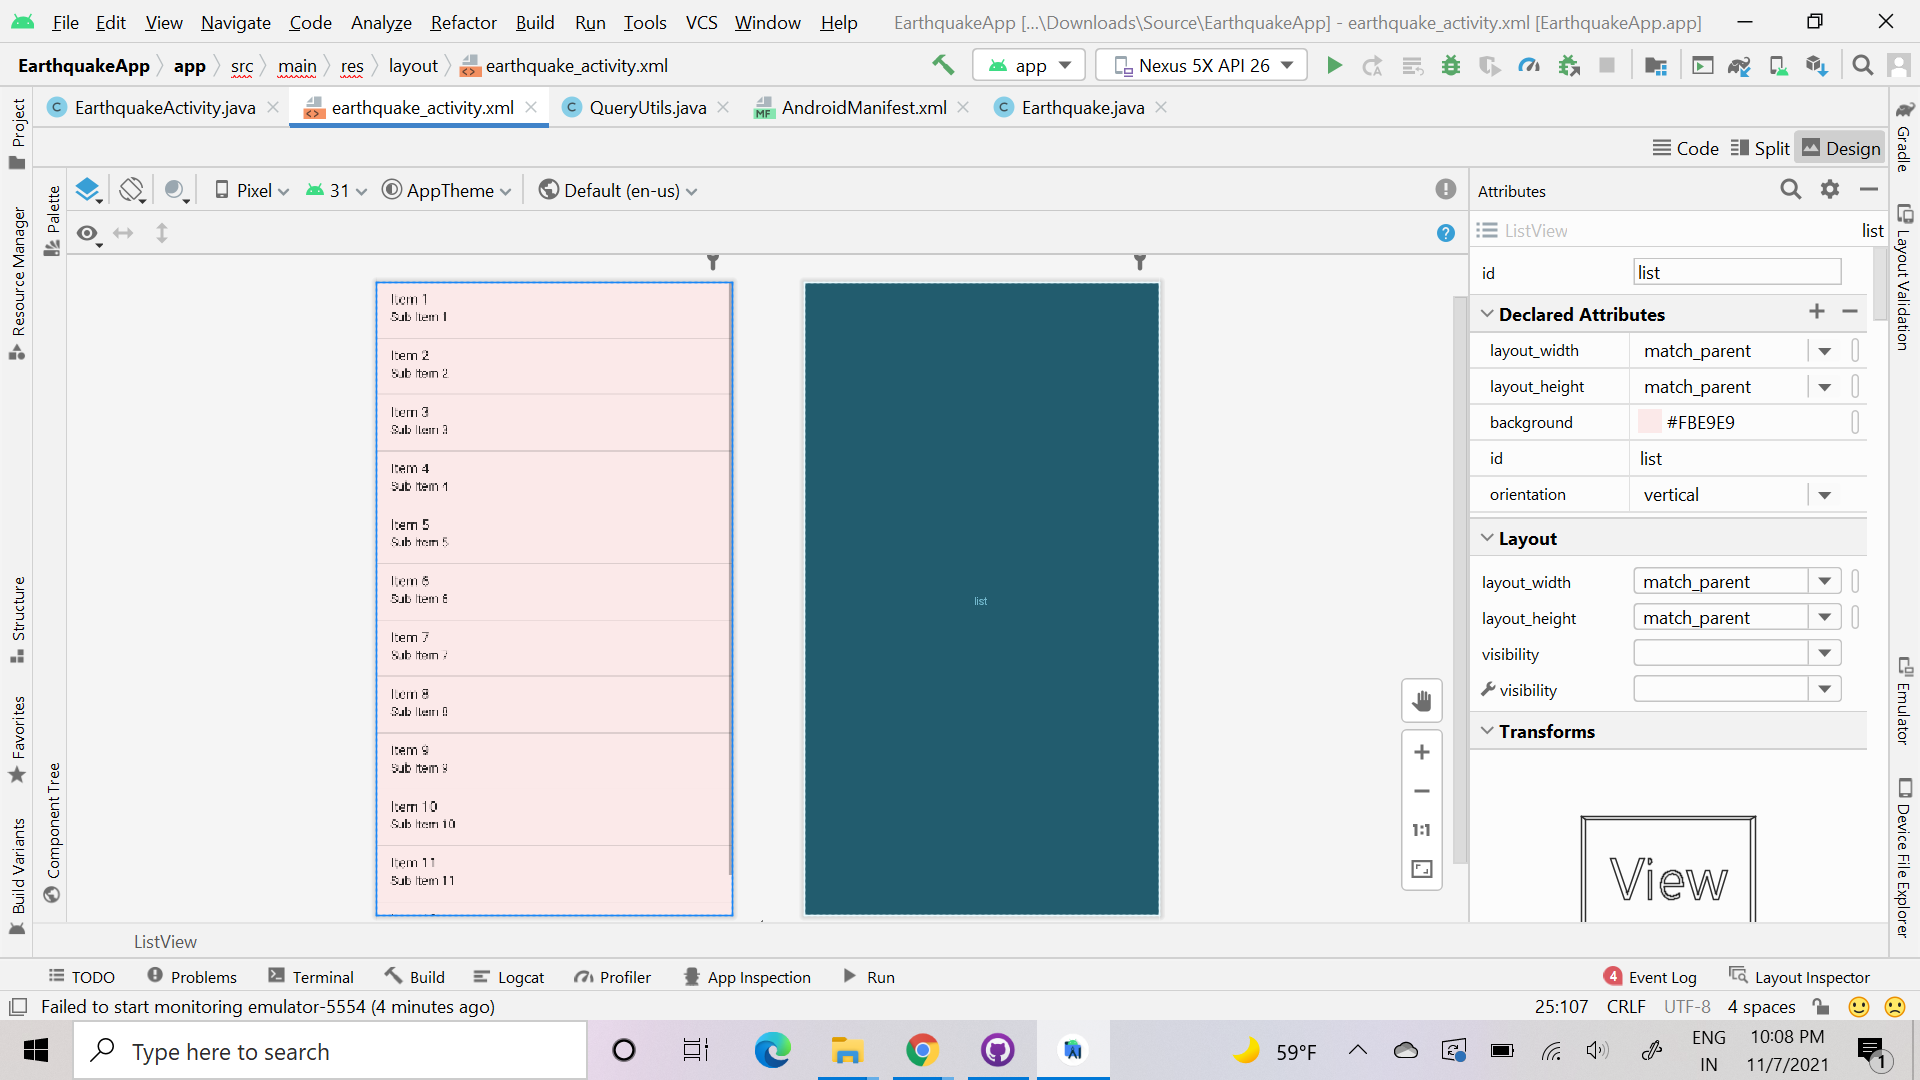 File Edit View Navigate Code Analyze Refactor Build Run Tools VCS Window Help EarthquakeApp [...\Downloads\Source\EarthquakeApp] - earthquake_activity.xml [EarthquakeApp.app]
EarthquakeApp app src main res layout earthquake_activity.xml app Nexus 5X API 26
EarthquakeActivity.java earthquake_activity.xml QueryUtils.java AndroidManifest.xml Earthquake.java
Code Split Design
Pixel 31 AppTheme Default (en-us)
Project
Resource Manager
Structure
Favorites
Build Variants
Palette
Component Tree
Item 1
Sub Item 1
Item 2
Sub Item 2
Item 3
Sub Item 3
Item 4
Sub Item 4
Item 5
Sub Item 5
Item 6
Sub Item 6
Item 7
Sub Item 7
Item 8
Sub Item 8
Item 9
Sub Item 9
Item 10
Sub Item 10
Item 11
Sub Item 11
list
1:1
Attributes
ListView list
id list
Declared Attributes
layout_width match_parent
layout_height match_parent
background #FBE9E9
id list
orientation vertical
Layout
layout_width match_parent
layout_height match_parent
visibility
visibility
Transforms
View
Gradle
Layout Validation
Emulator
Device File Explorer
ListView
TODO Problems Terminal Build Logcat Profiler App Inspection Run 4 Event Log Layout Inspector
Failed to start monitoring emulator-5554 (4 minutes ago) 25:107 CRLF UTF-8 4 spaces
Type here to search 59°F ENG 10:08 PM
IN 11/7/2021 1